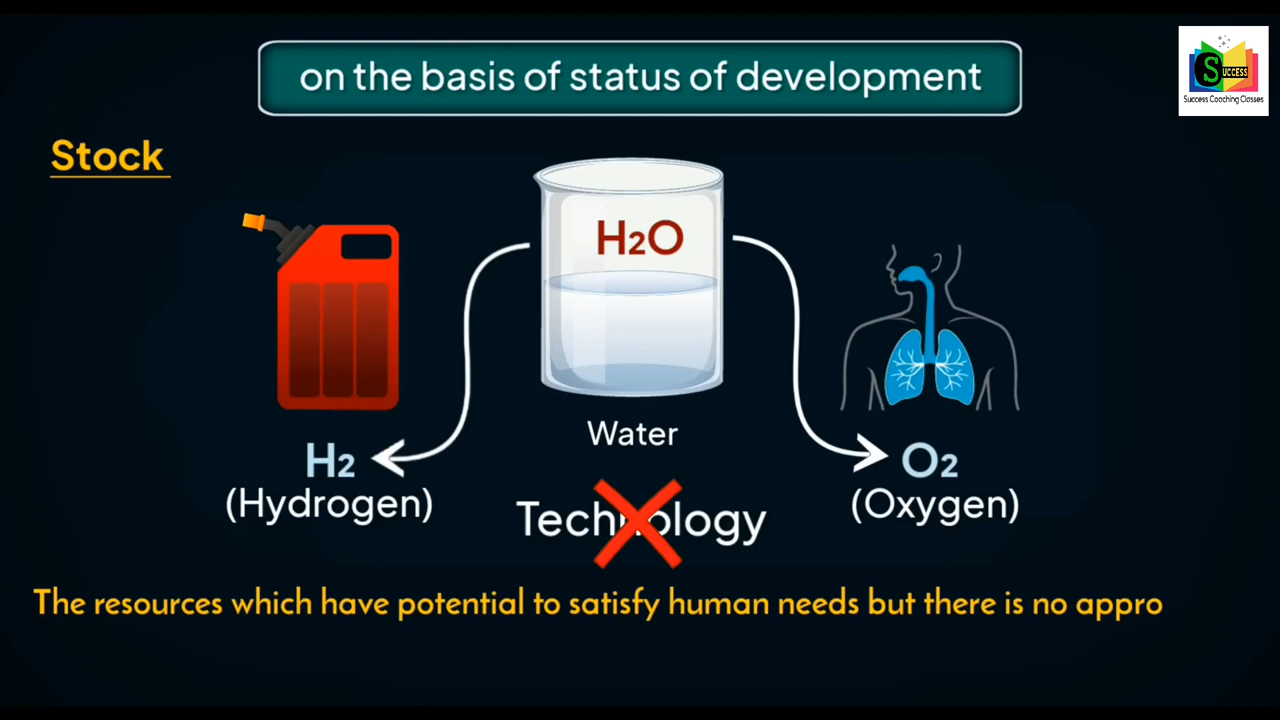 on the basis of status of development
SUCCESS
Success Coaching Classes
Stock
H2O
Water
H2
(Hydrogen)
Technology
O2
(Oxygen)
The resources which have potential to satisfy human needs but there is no appro